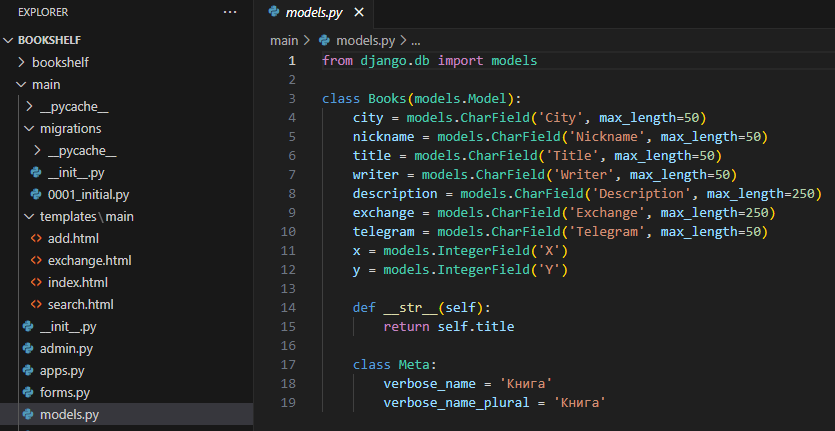 EXPLORER
BOOKSHELF
bookshelf
main
__pycache__
migrations
__pycache__
__init__.py
0001_initial.py
templates\main
add.html
exchange.html
index.html
search.html
__init__.py
admin.py
apps.py
forms.py
models.py
models.py
main > models.py > ...
1 from django.db import models
2
3 class Books(models.Model):
4     city = models.CharField('City', max_length=50)
5     nickname = models.CharField('Nickname', max_length=50)
6     title = models.CharField('Title', max_length=50)
7     writer = models.CharField('Writer', max_length=50)
8     description = models.CharField('Description', max_length=250)
9     exchange = models.CharField('Exchange', max_length=250)
10     telegram = models.CharField('Telegram', max_length=50)
11     x = models.IntegerField('X')
12     y = models.IntegerField('Y')
13
14     def __str__(self):
15         return self.title
16
17     class Meta:
18         verbose_name = 'Книга'
19         verbose_name_plural = 'Книга'